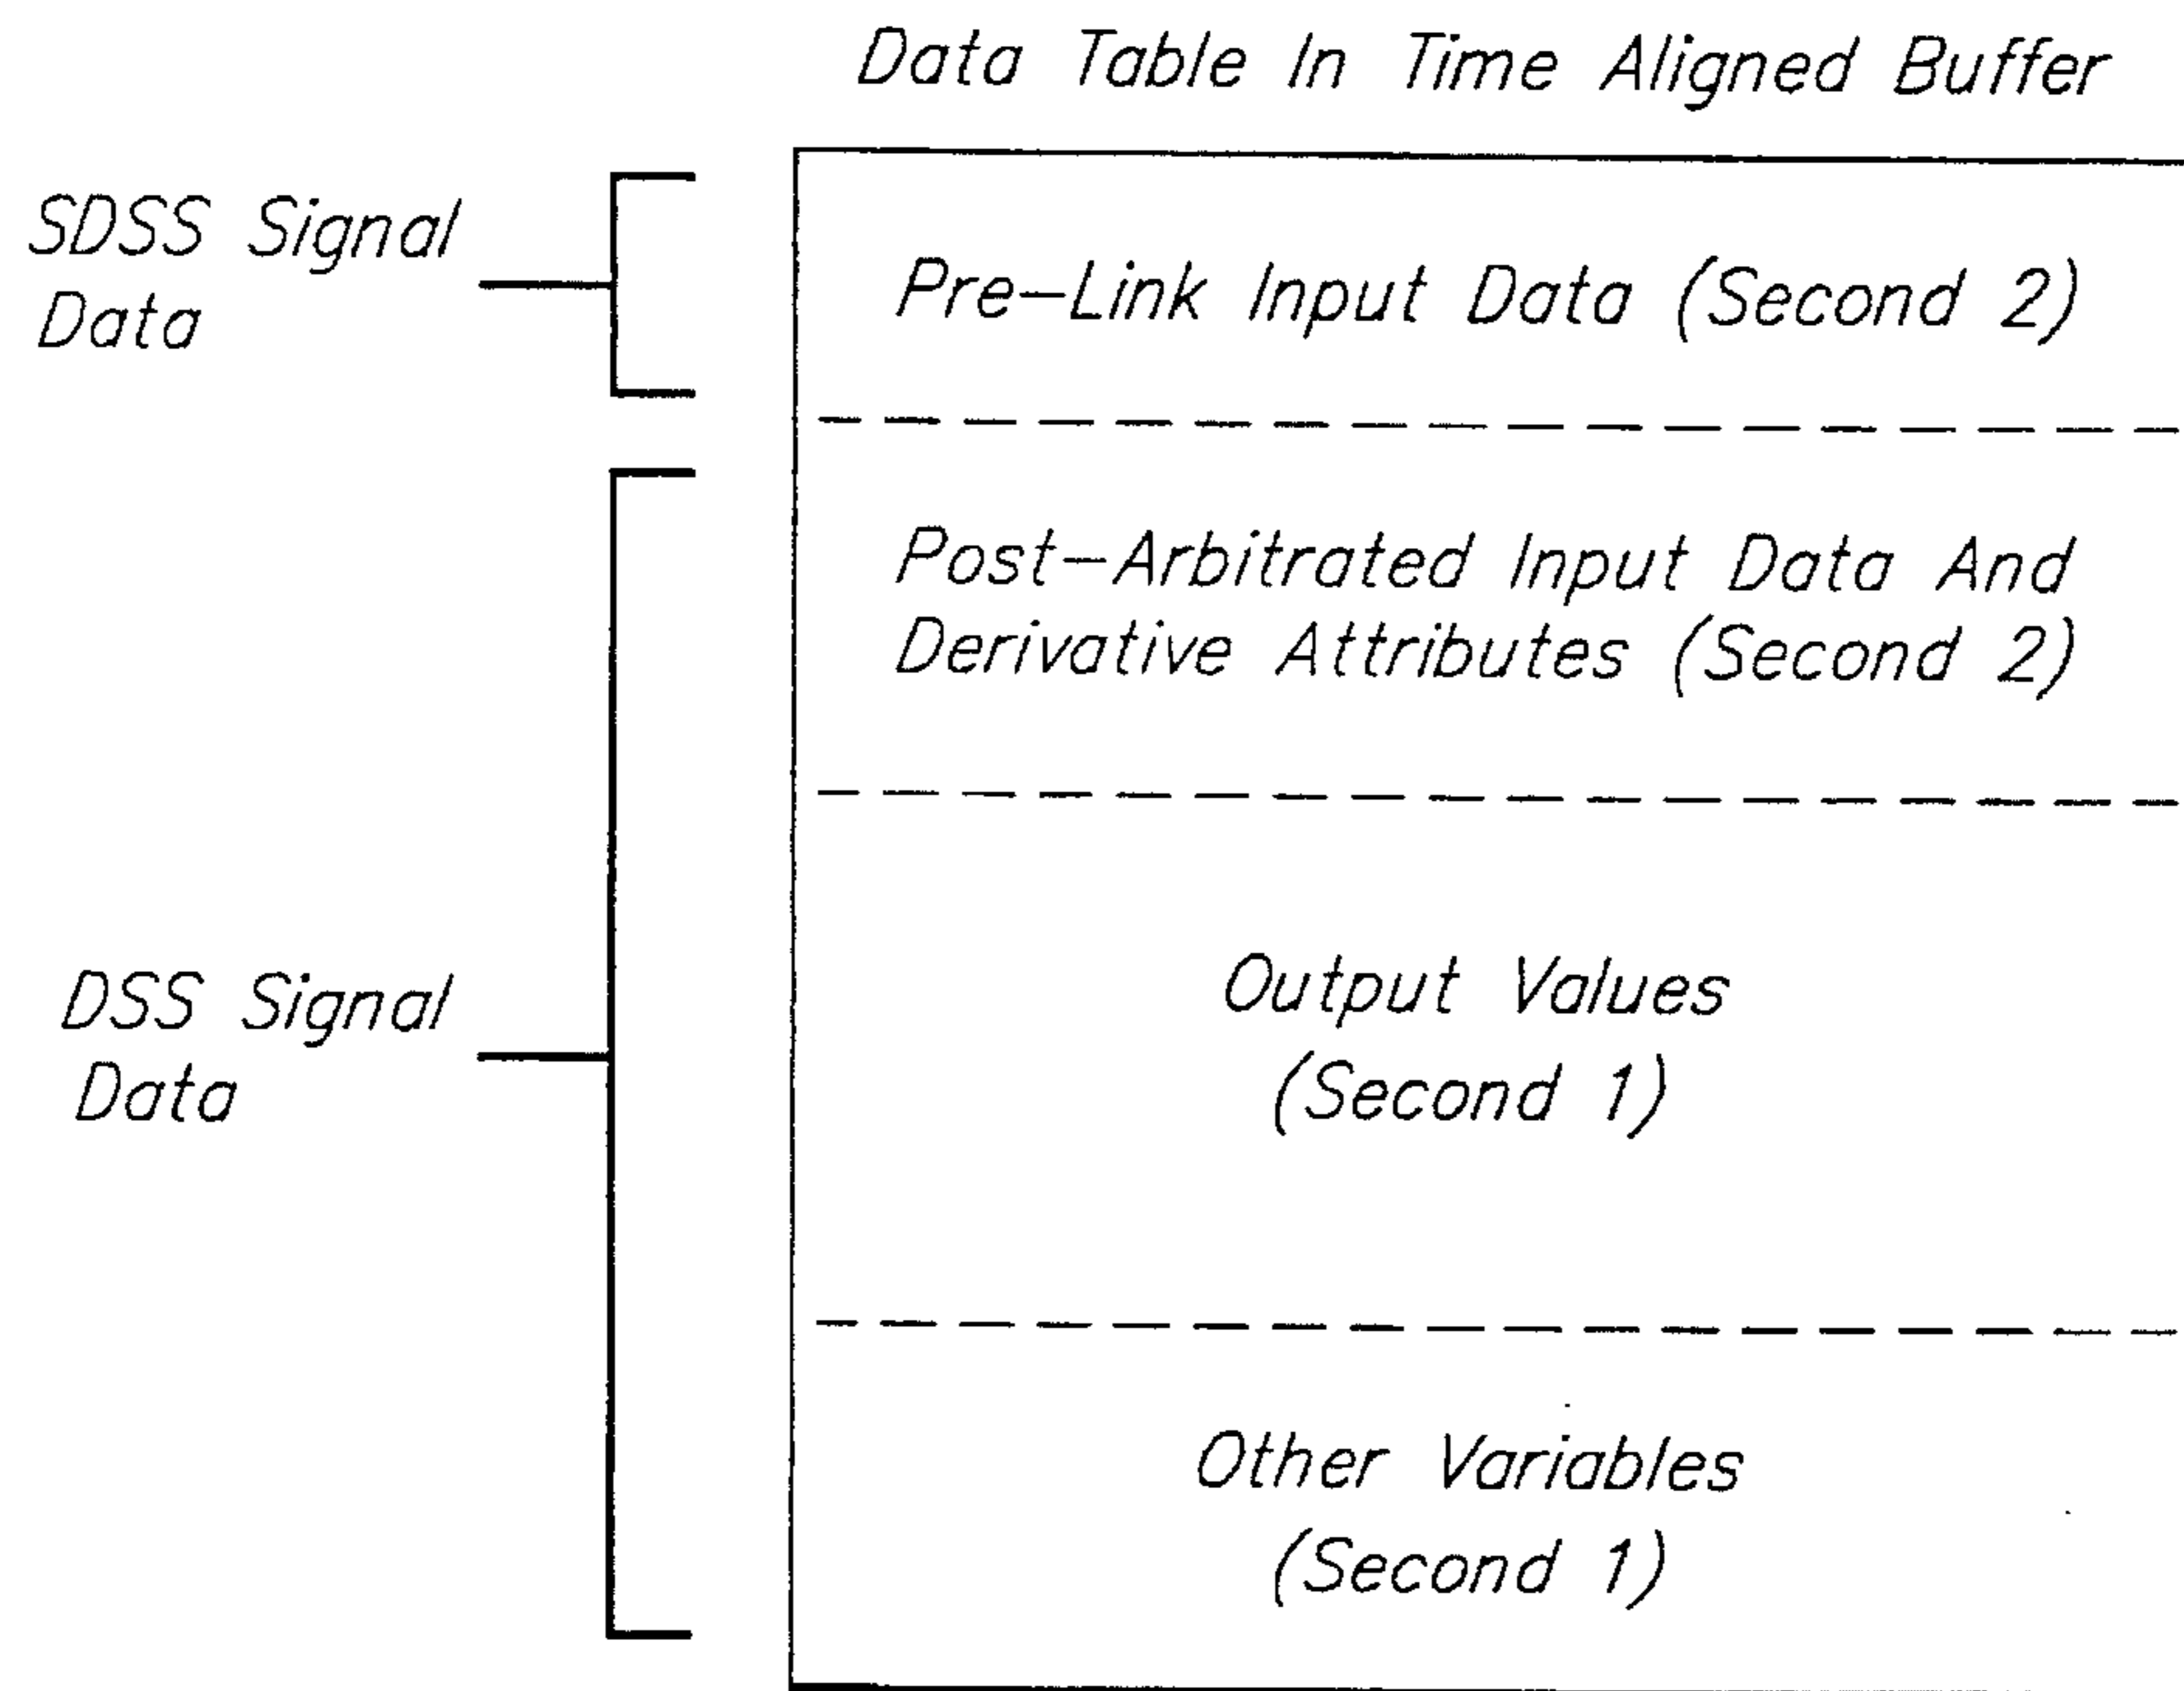 Data Table In Time Aligned Buffer
SDSS Signal
Data
Pre-Link Input Data (Second 2)
Post-Arbitrated Input Data And
Derivative Attributes (Second 2)
DSS Signal
Data
Output Values
(Second 1)
Other Variables
(Second 1)